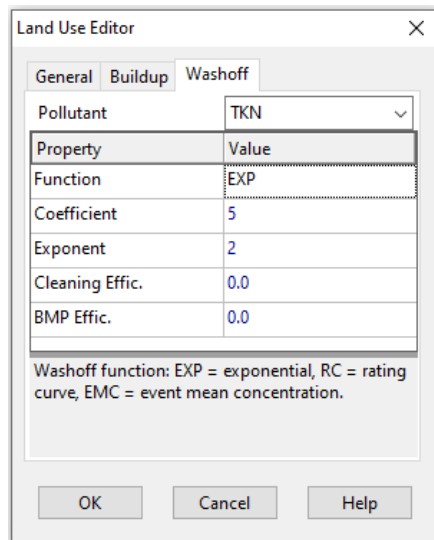 Land Use Editor
General Buildup Washoff
Pollutant TKN
Property Value
Function EXP
Coefficient 5
Exponent 2
Cleaning Effic. 0.0
BMP Effic. 0.0
Washoff function: EXP = exponential, RC = rating
curve, EMC = event mean concentration.
OK Cancel Help